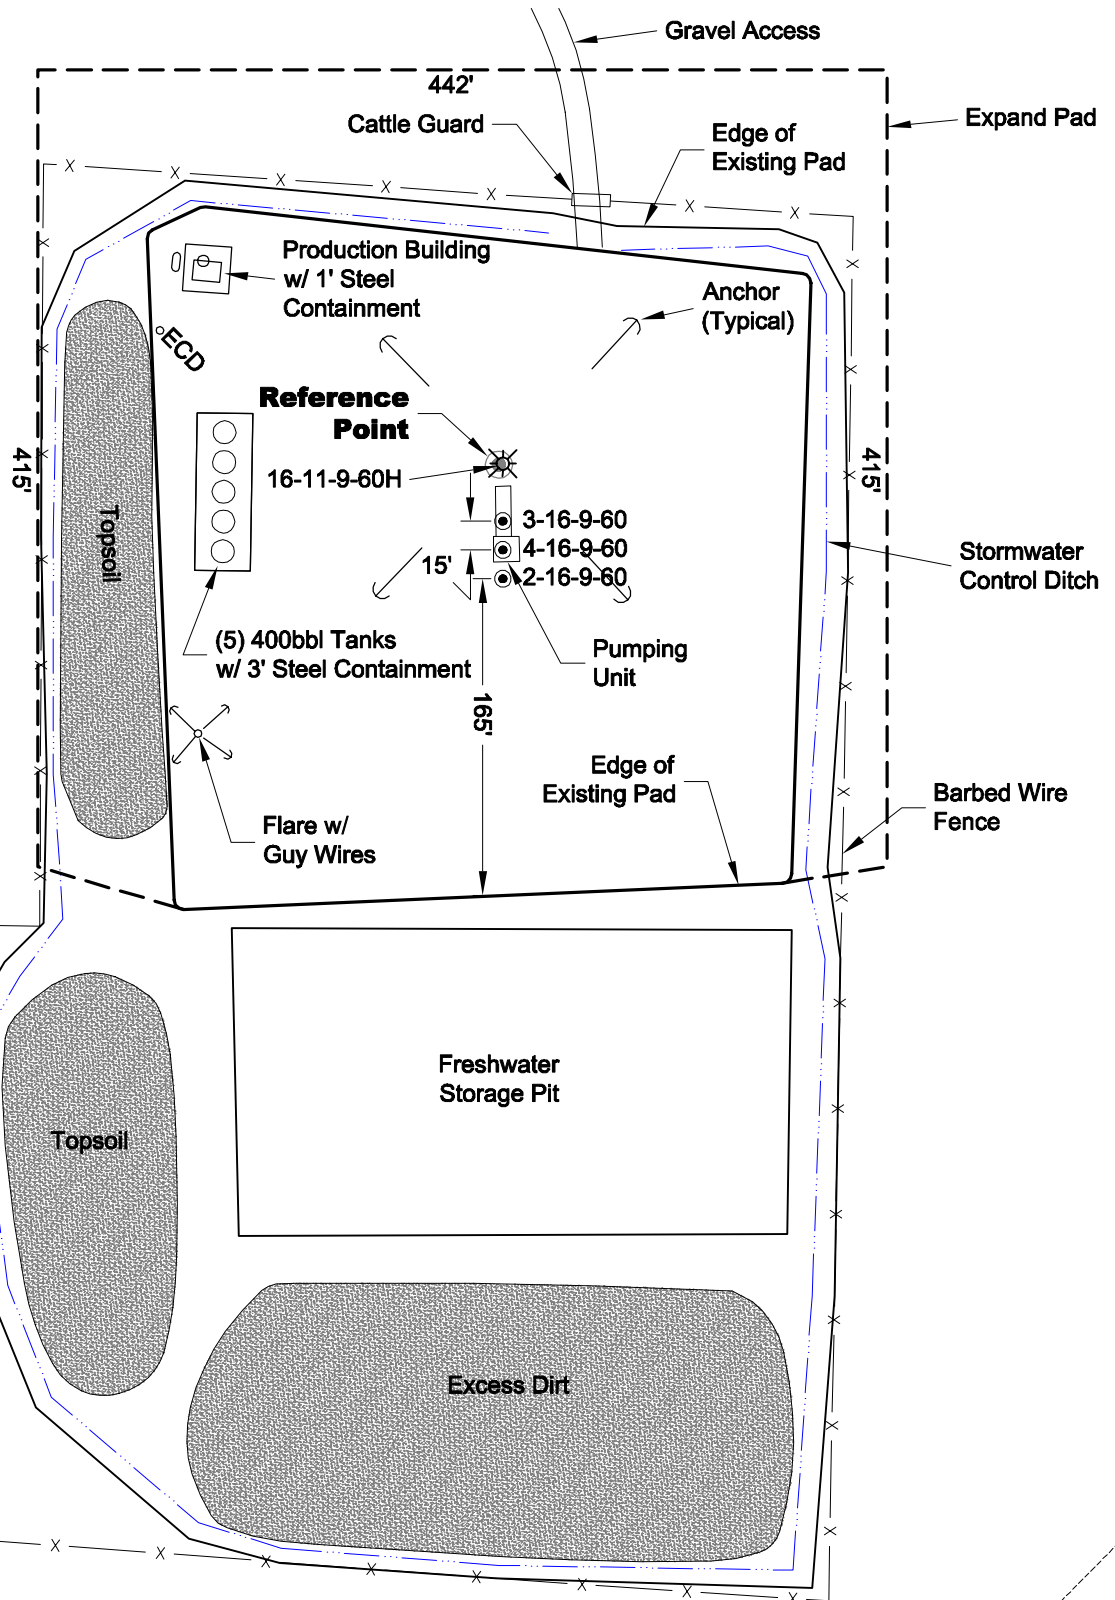 Gravel Access
442'
Expand Pad
Cattle Guard
Edge of
Existing Pad
Production Building
w/ 1' Steel
Containment
Anchor
(Typical)
ECD
Reference
Point
415'
415'
16-11-9-60H
Topsoil
3-16-9-60
4-16-9-60
15'
2-16-9-60
Stormwater
Control Ditch
(5) 400bbl Tanks
w/ 3' Steel Containment
Pumping
Unit
165'
Edge of
Existing Pad
Barbed Wire
Fence
Flare w/
Guy Wires
Freshwater
Storage Pit
Topsoil
Excess Dirt